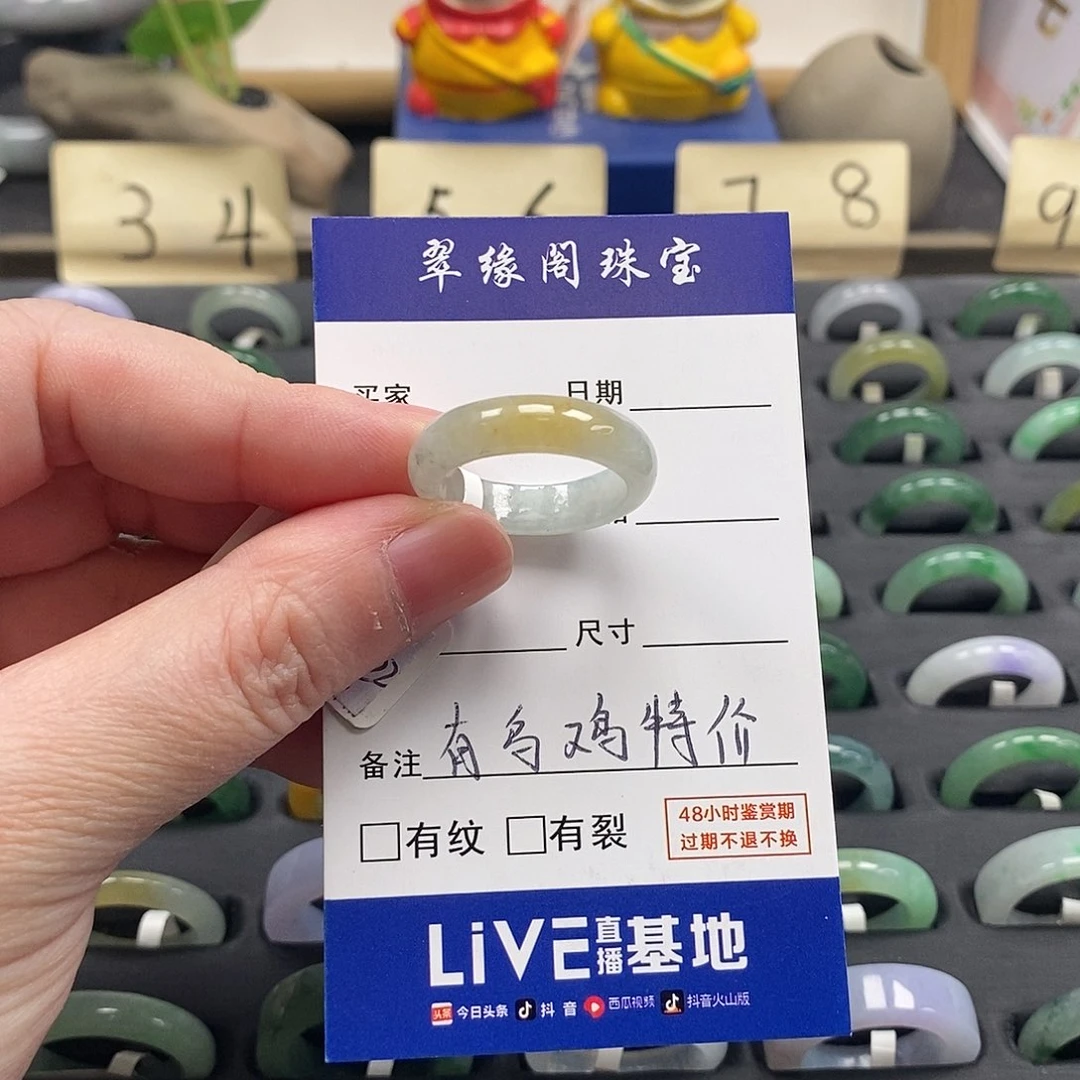 3 4
5 6
7 8
9
翠缘阁珠宝
买家
日期
尺寸
22
备注 有乌鸡特价
□有纹 □有裂
48小时鉴赏期
过期不退不换
LiVE直播基地
头条 今日头条 抖音 西瓜视频 抖音火山版